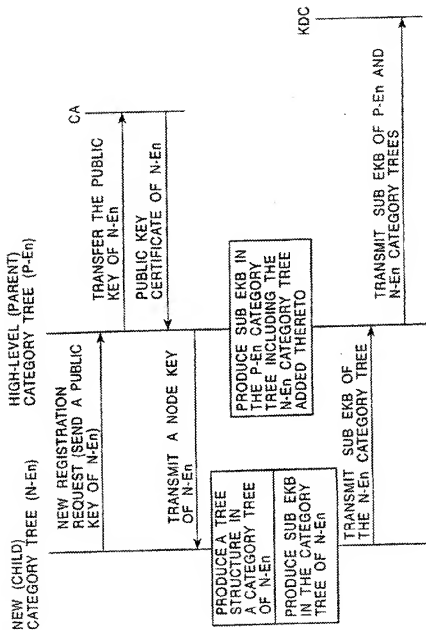 NEW (CHILD)
CATEGORY TREE (N-En)
HIGH-LEVEL (PARENT)
CATEGORY TREE (P-En)
CA
KDC
NEW REGISTRATION
REQUEST (SEND A PUBLIC
KEY OF N-En)
TRANSFER THE PUBLIC
KEY OF N-En
PUBLIC KEY
CERTIFICATE OF N-En
TRANSMIT A NODE KEY
OF N-En
PRODUCE A TREE
STRUCTURE IN
A CATEGORY TREE
OF N-En
PRODUCE SUB EKB
IN THE CATEGORY
TREE OF N-En
TRANSMIT SUB EKB OF
THE N-En CATEGORY TREE
PRODUCE SUB EKB IN
THE P-En CATEGORY
TREE INCLUDING THE
N-En CATEGORY TREE
ADDED THERETO
TRANSMIT SUB EKB OF P-En AND
N-En CATEGORY TREES